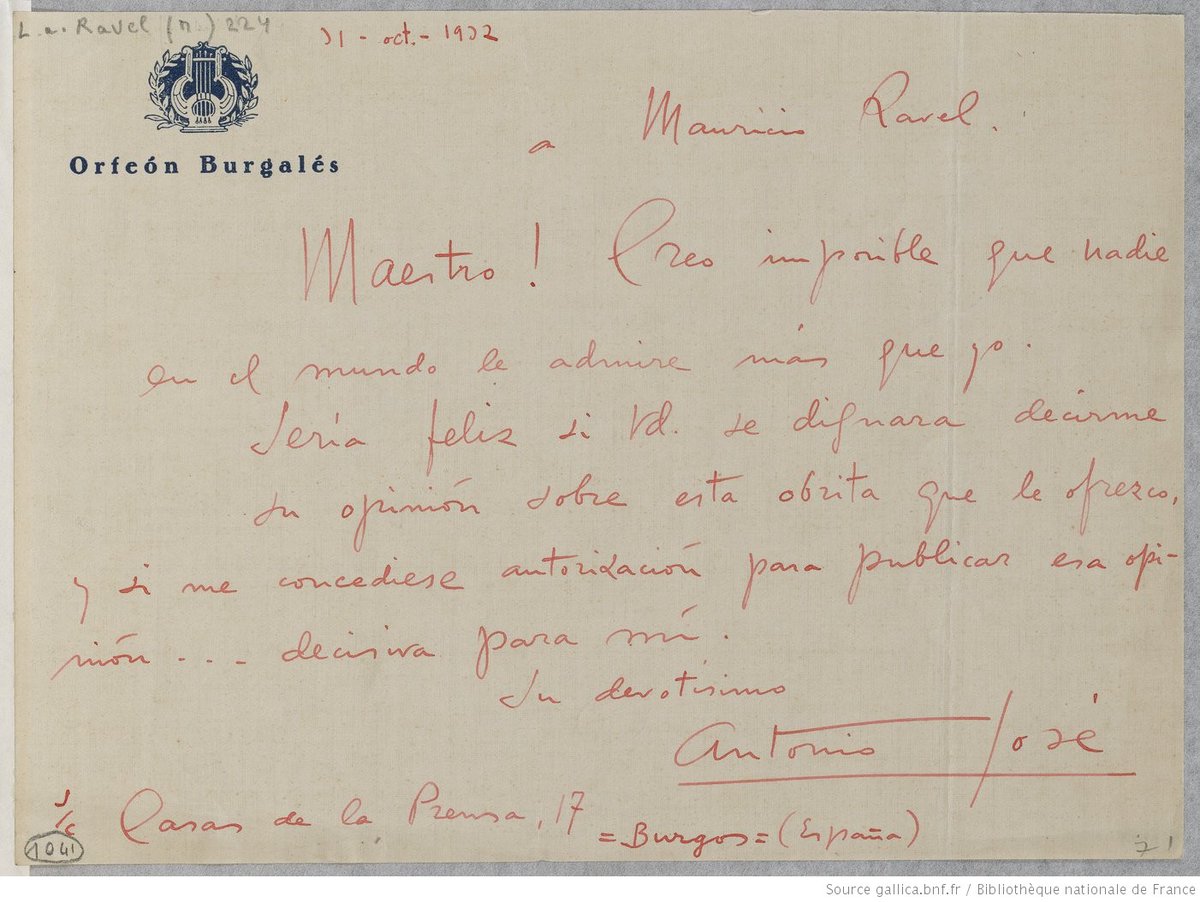 L.a. Ravel (M.) 224
31 - oct. - 1932
Orfeón Burgalés
a Mauricio Ravel.
Maestro! Creo imposible que nadie
en el mundo le admire más que yo.
Sería feliz si Vd. se dignara decirme
su opinión sobre esta obrita que le ofrezco,
y si me concediese autorización para publicar esa opi-
nión... decisiva para mí.
Su devotísimo
Antonio José
S/c Casas de la Prensa, 17 =Burgos= (España)
1041
71
Source gallica.bnf.fr / Bibliothèque nationale de France